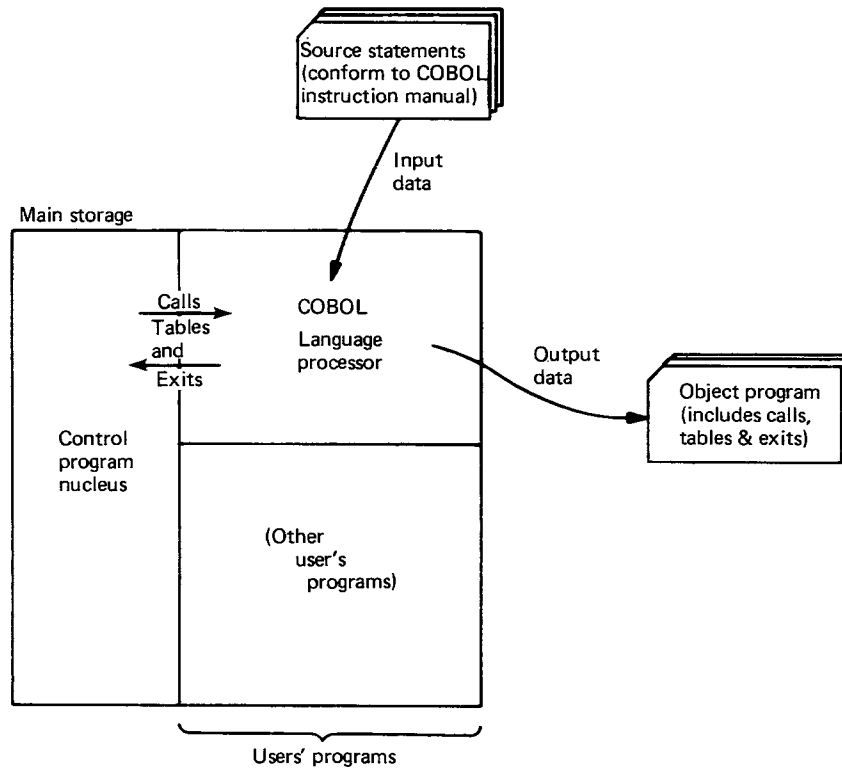 Source statements
(conform to COBOL
instruction manual)
Input
data
Main storage
Calls
Tables
and
Exits
COBOL
Language
processor
Output
data
Object program
(includes calls,
tables & exits)
Control
program
nucleus
(Other
user's
programs)
Users' programs